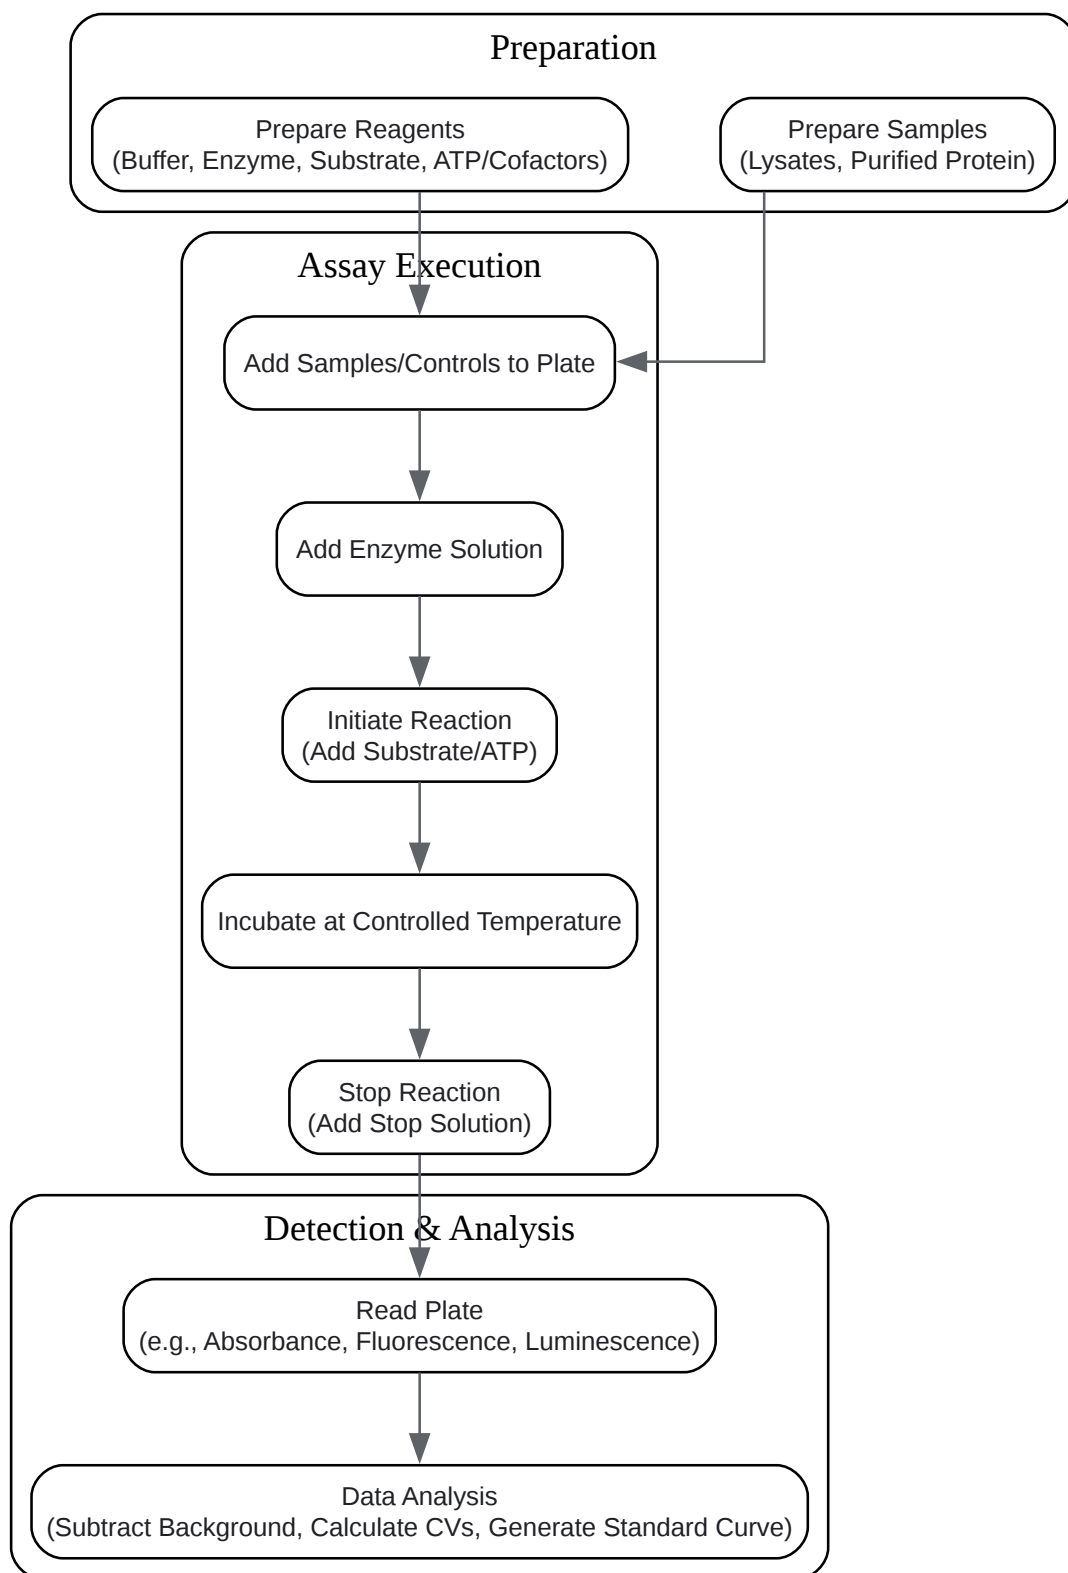 Preparation
Prepare Reagents
(Buffer, Enzyme, Substrate, ATP/Cofactors)
Prepare Samples
(Lysates, Purified Protein)
Assay Execution
Add Samples/Controls to Plate
Add Enzyme Solution
Initiate Reaction
(Add Substrate/ATP)
Incubate at Controlled Temperature
Stop Reaction
(Add Stop Solution)
Detection & Analysis
Read Plate
(e.g., Absorbance, Fluorescence, Luminescence)
Data Analysis
(Subtract Background, Calculate CVs, Generate Standard Curve)